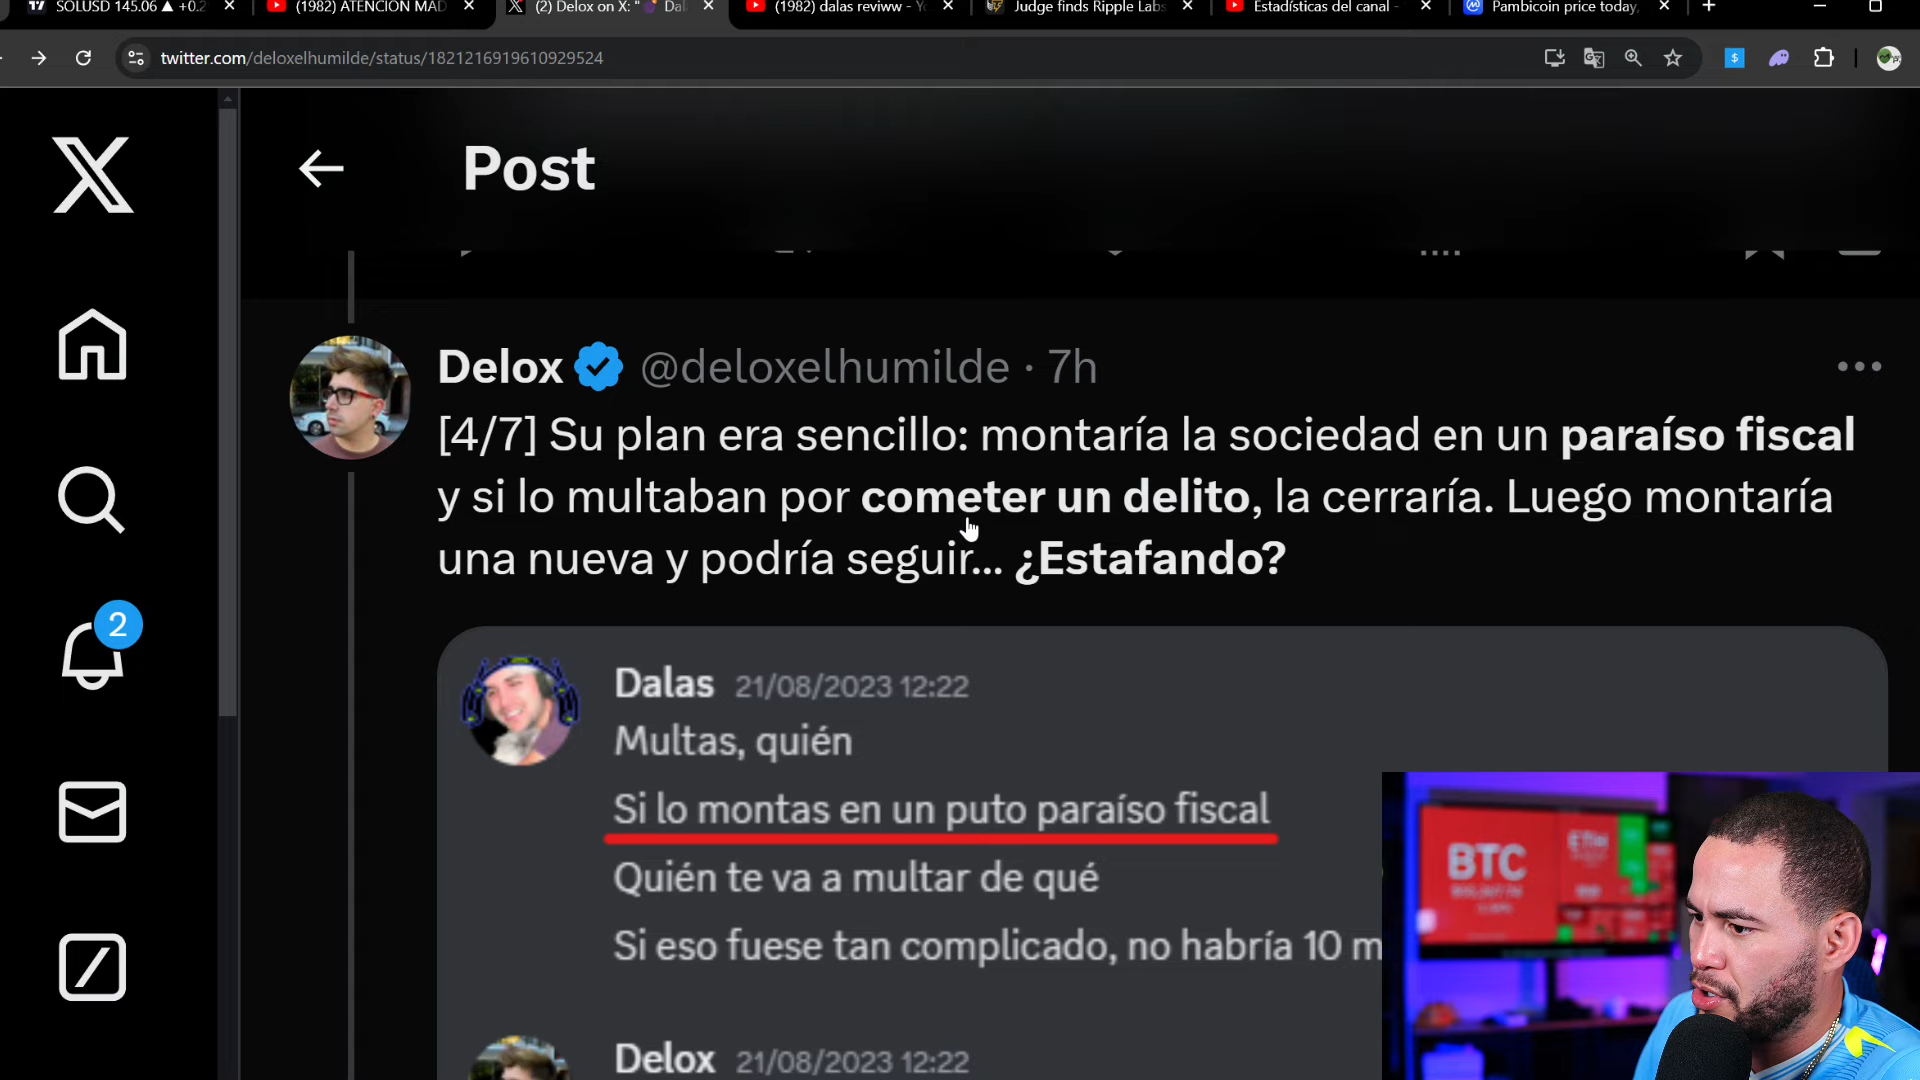 SOLUSD 145.06 ▲ +0.2
(1982) ATENCION MAD
(2) Delox on X: "
(1982) dalas reviww - Y
Judge finds Ripple Labs
Estadísticas del canal -
Pambicoin price today,
twitter.com/deloxelhumilde/status/1821216919610929524
Post
Delox @deloxelhumilde · 7h
[4/7] Su plan era sencillo: montaría la sociedad en un paraíso fiscal
y si lo multaban por cometer un delito, la cerraría. Luego montaría
una nueva y podría seguir... ¿Estafando?
2
Dalas 21/08/2023 12:22
Multas, quién
Si lo montas en un puto paraíso fiscal
Quién te va a multar de qué
Si eso fuese tan complicado, no habría 10 m
Delox 21/08/2023 12:22
BTC
ETH